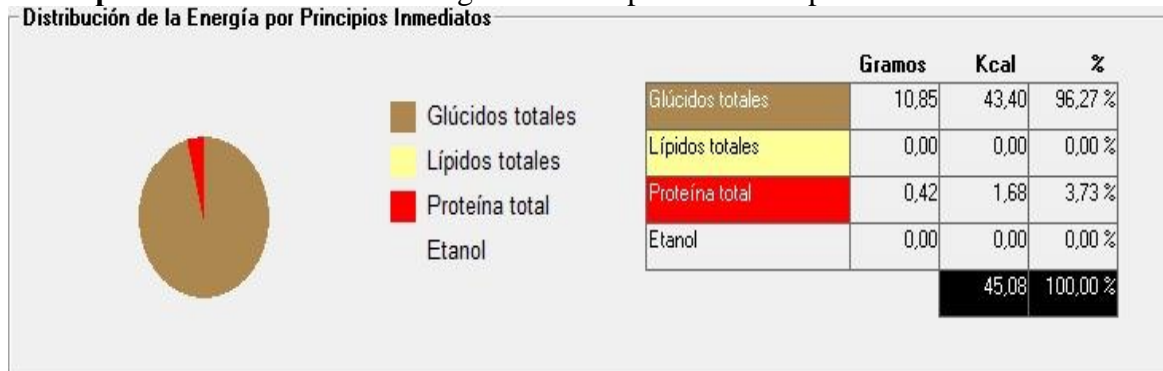 Distribución de la Energía por Principios Inmediatos
Glúcidos totales
Lípidos totales
Proteína total
Etanol
Gramos Kcal %
Glúcidos totales 10,85 43,40 96,27 %
Lípidos totales 0,00 0,00 0,00 %
Proteína total 0,42 1,68 3,73 %
Etanol 0,00 0,00 0,00 %
45,08 100,00 %